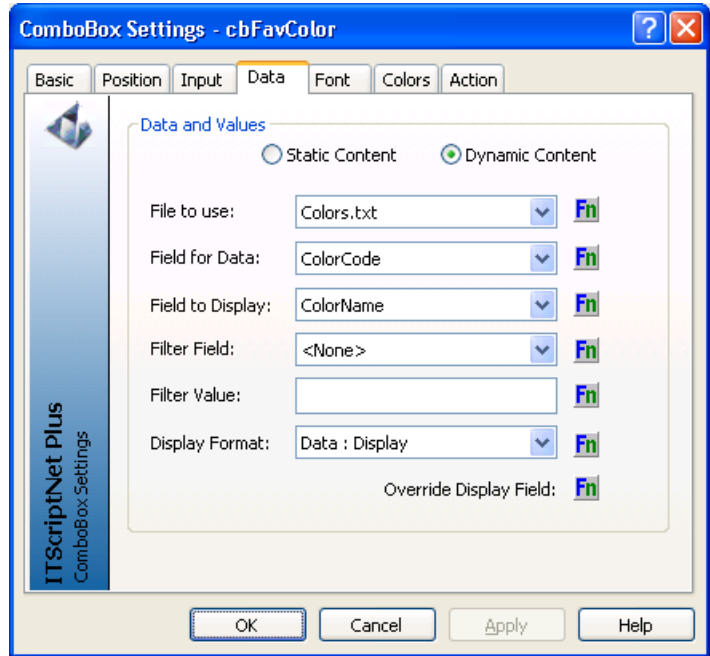 ComboBox Settings - cbFavColor
Basic Position Input Data Font Colors Action
Data and Values
Static Content Dynamic Content
File to use: Colors.txt Fn
Field for Data: ColorCode Fn
Field to Display: ColorName Fn
Filter Field: <None> Fn
Filter Value: Fn
Display Format: Data : Display Fn
Override Display Field: Fn
ITScriptNet Plus
ComboBox Settings
OK Cancel Apply Help